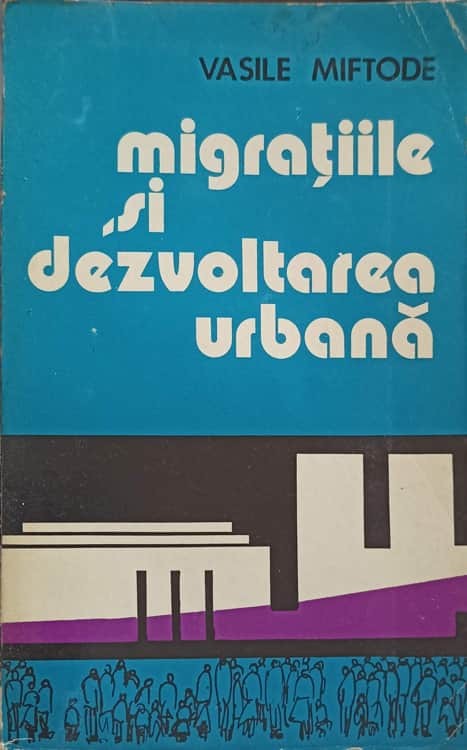 VASILE MIFTODE
migrațiile
și
dezvoltarea
urbană